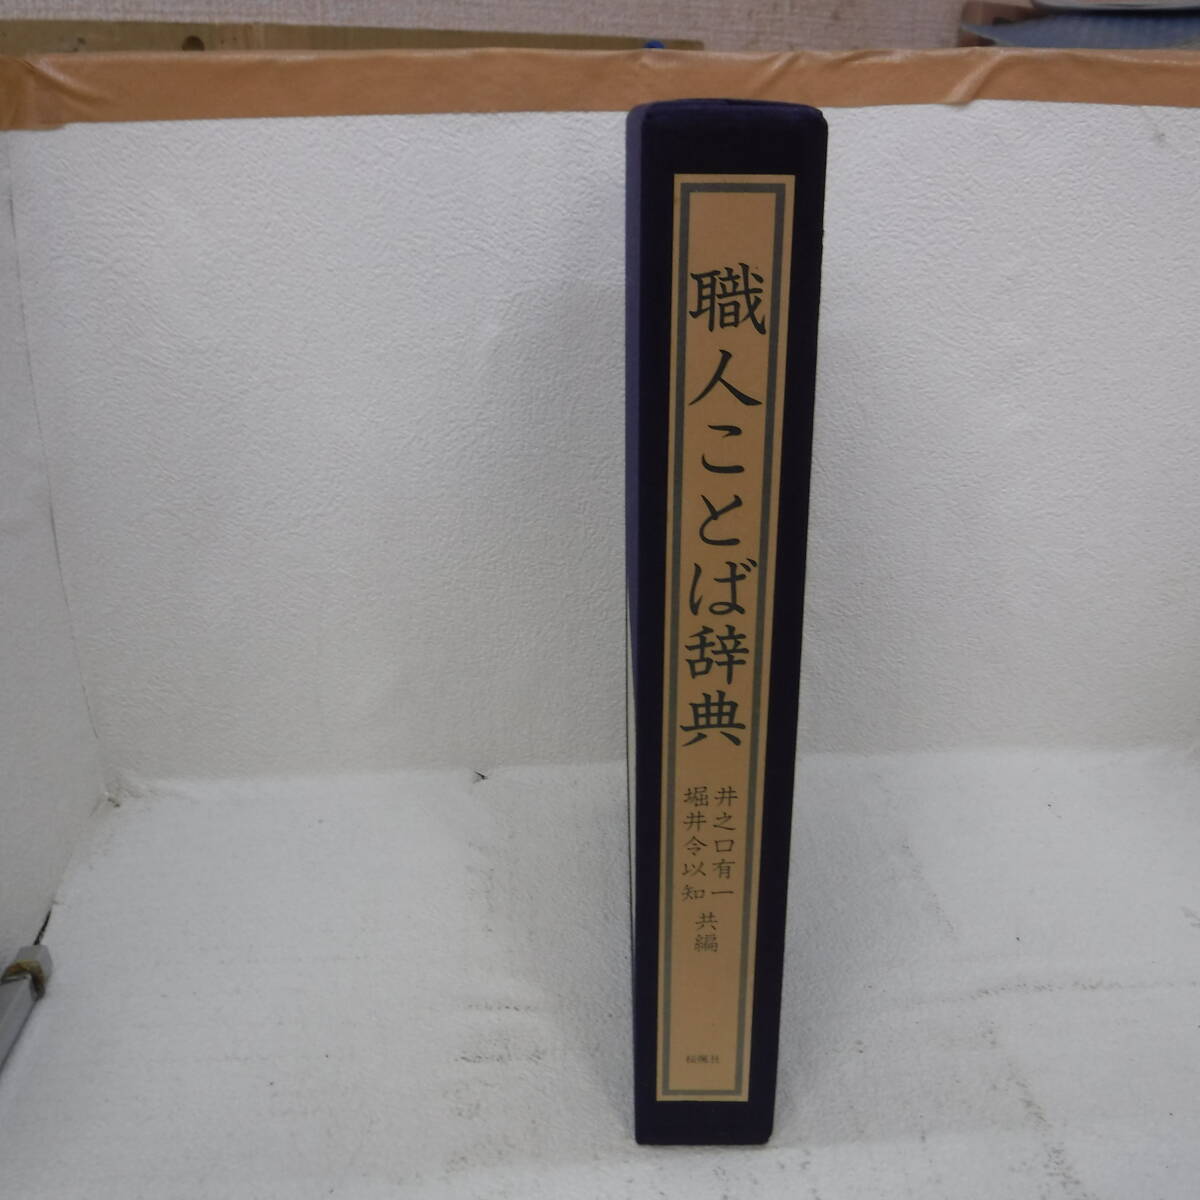 職人ことば辞典
井之口有一
堀井令以知
共編
桜楓社